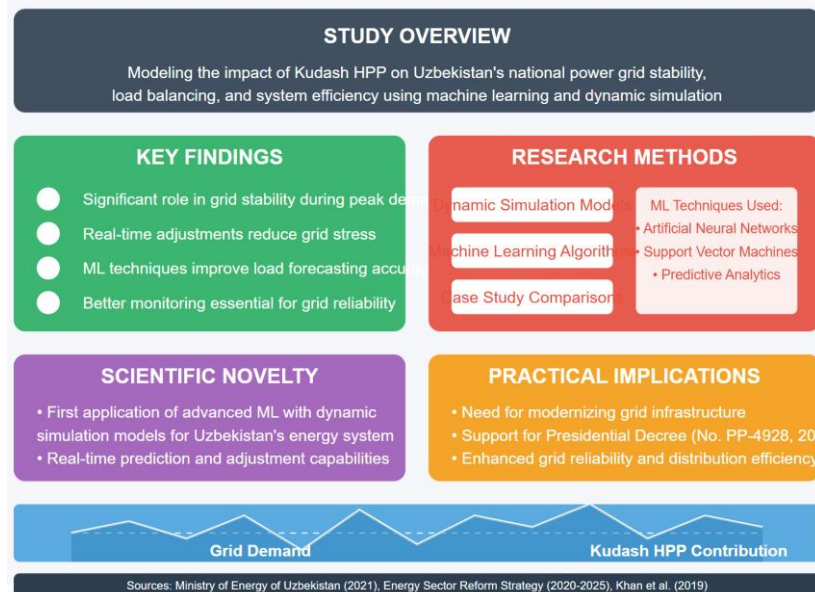 STUDY OVERVIEW
Modeling the impact of Kudash HPP on Uzbekistan's national power grid stability,
load balancing, and system efficiency using machine learning and dynamic simulation
KEY FINDINGS
Significant role in grid stability during peak
Real-time adjustments reduce grid stress
ML techniques improve load forecasting
Better monitoring essential for grid reliability
RESEARCH METHODS
Dynamic Simulation Models
Machine Learning Algorithms
Case Study Comparisons
ML Techniques Used:
• Artificial Neural Networks
• Support Vector Machines
• Predictive Analytics
SCIENTIFIC NOVELTY
• First application of advanced ML with dynamic
simulation models for Uzbekistan's energy system
• Real-time prediction and adjustment capabilities
PRACTICAL IMPLICATIONS
• Need for modernizing grid infrastructure
• Support for Presidential Decree (No. PP-4928, 20
• Enhanced grid reliability and distribution efficiency
Grid Demand
Kudash HPP Contribution
Sources: Ministry of Energy of Uzbekistan (2021), Energy Sector Reform Strategy (2020-2025), Khan et al. (2019)